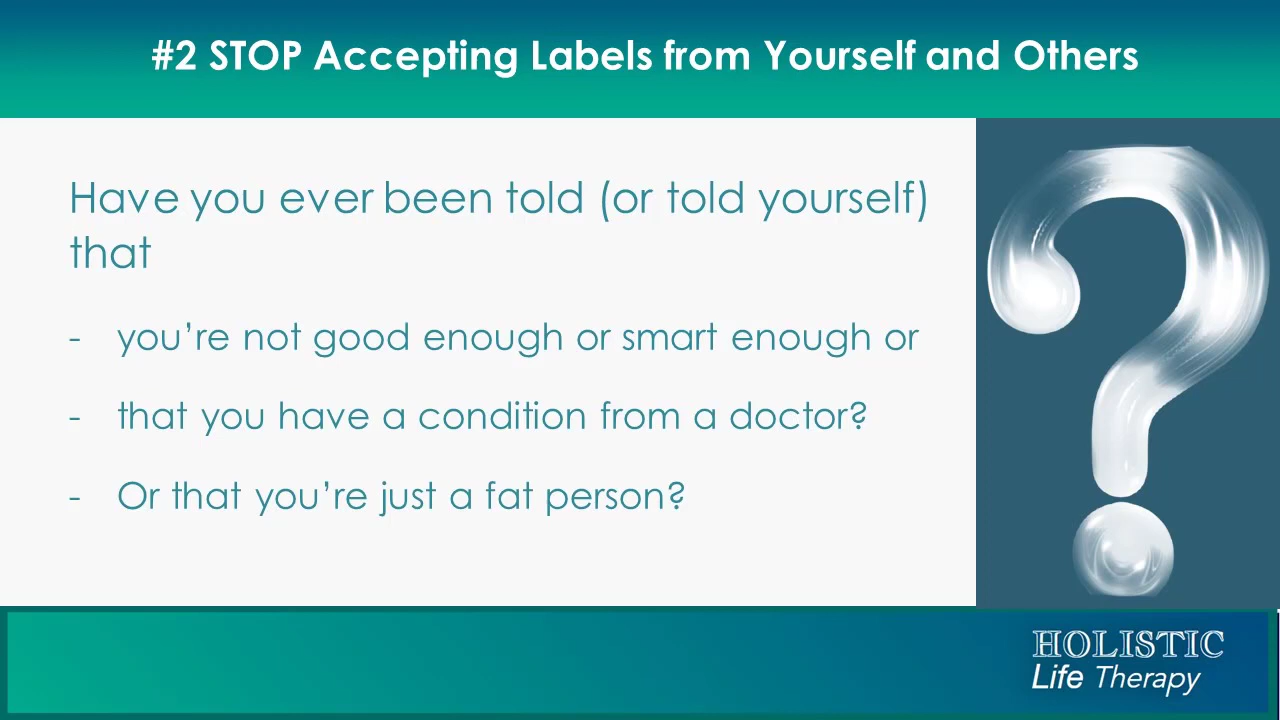 #2 STOP Accepting Labels from Yourself and Others
Have you ever been told (or told yourself)
that
- you’re not good enough or smart enough or
- that you have a condition from a doctor?
- Or that you’re just a fat person?
HOLISTIC
Life Therapy